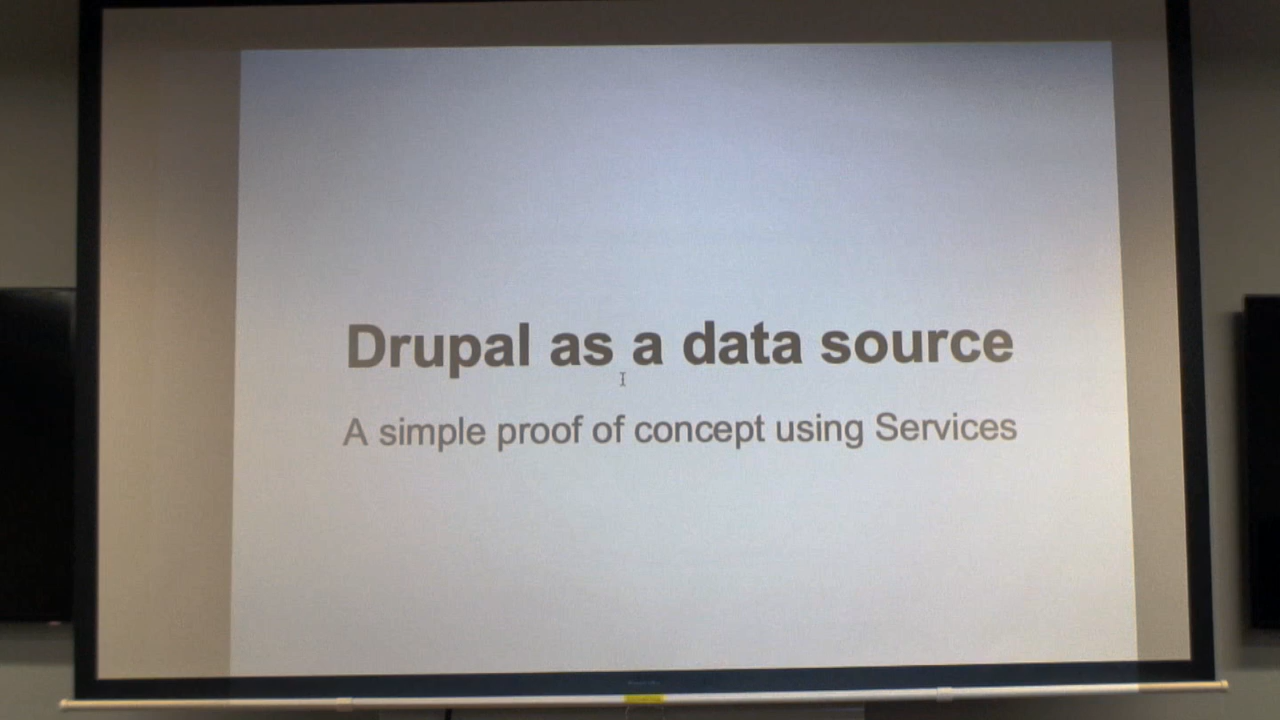 Drupal as a data source
A simple proof of concept using Services